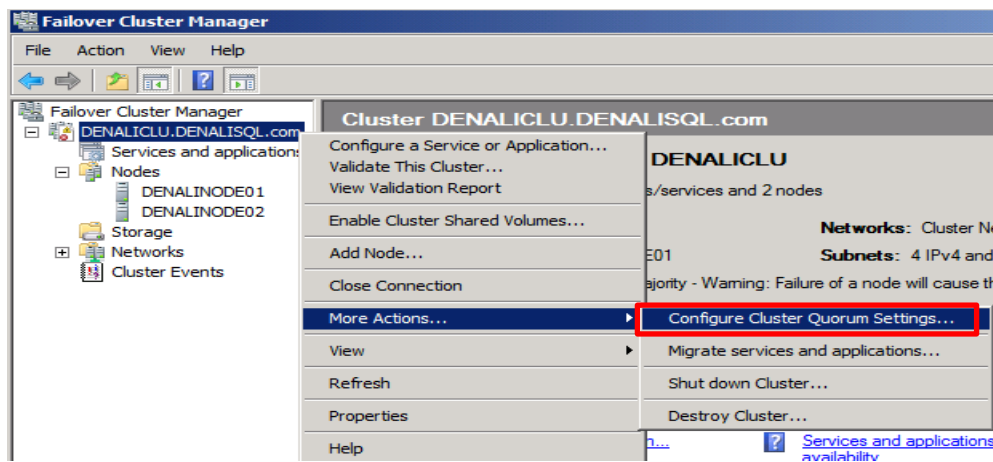 Failover Cluster Manager
File Action View Help
Failover Cluster Manager
DENALICLU.DENALISQL.com
Services and applications
Nodes
DENALINODE01
DENALINODE02
Storage
Networks
Cluster Events
Configure a Service or Application...
Validate This Cluster...
View Validation Report
Enable Cluster Shared Volumes...
Add Node...
Close Connection
More Actions...
View
Refresh
Properties
Help
Cluster DENALICLU.DENALISQL.com
DENALICLU
s/services and 2 nodes
Networks: Cluster
E01 Subnets: 4 IPv4 and
ajority - Warning: Failure of a node will cause
Configure Cluster Quorum Settings...
Migrate services and applications...
Shut down Cluster...
Destroy Cluster...
Services and applications
availability